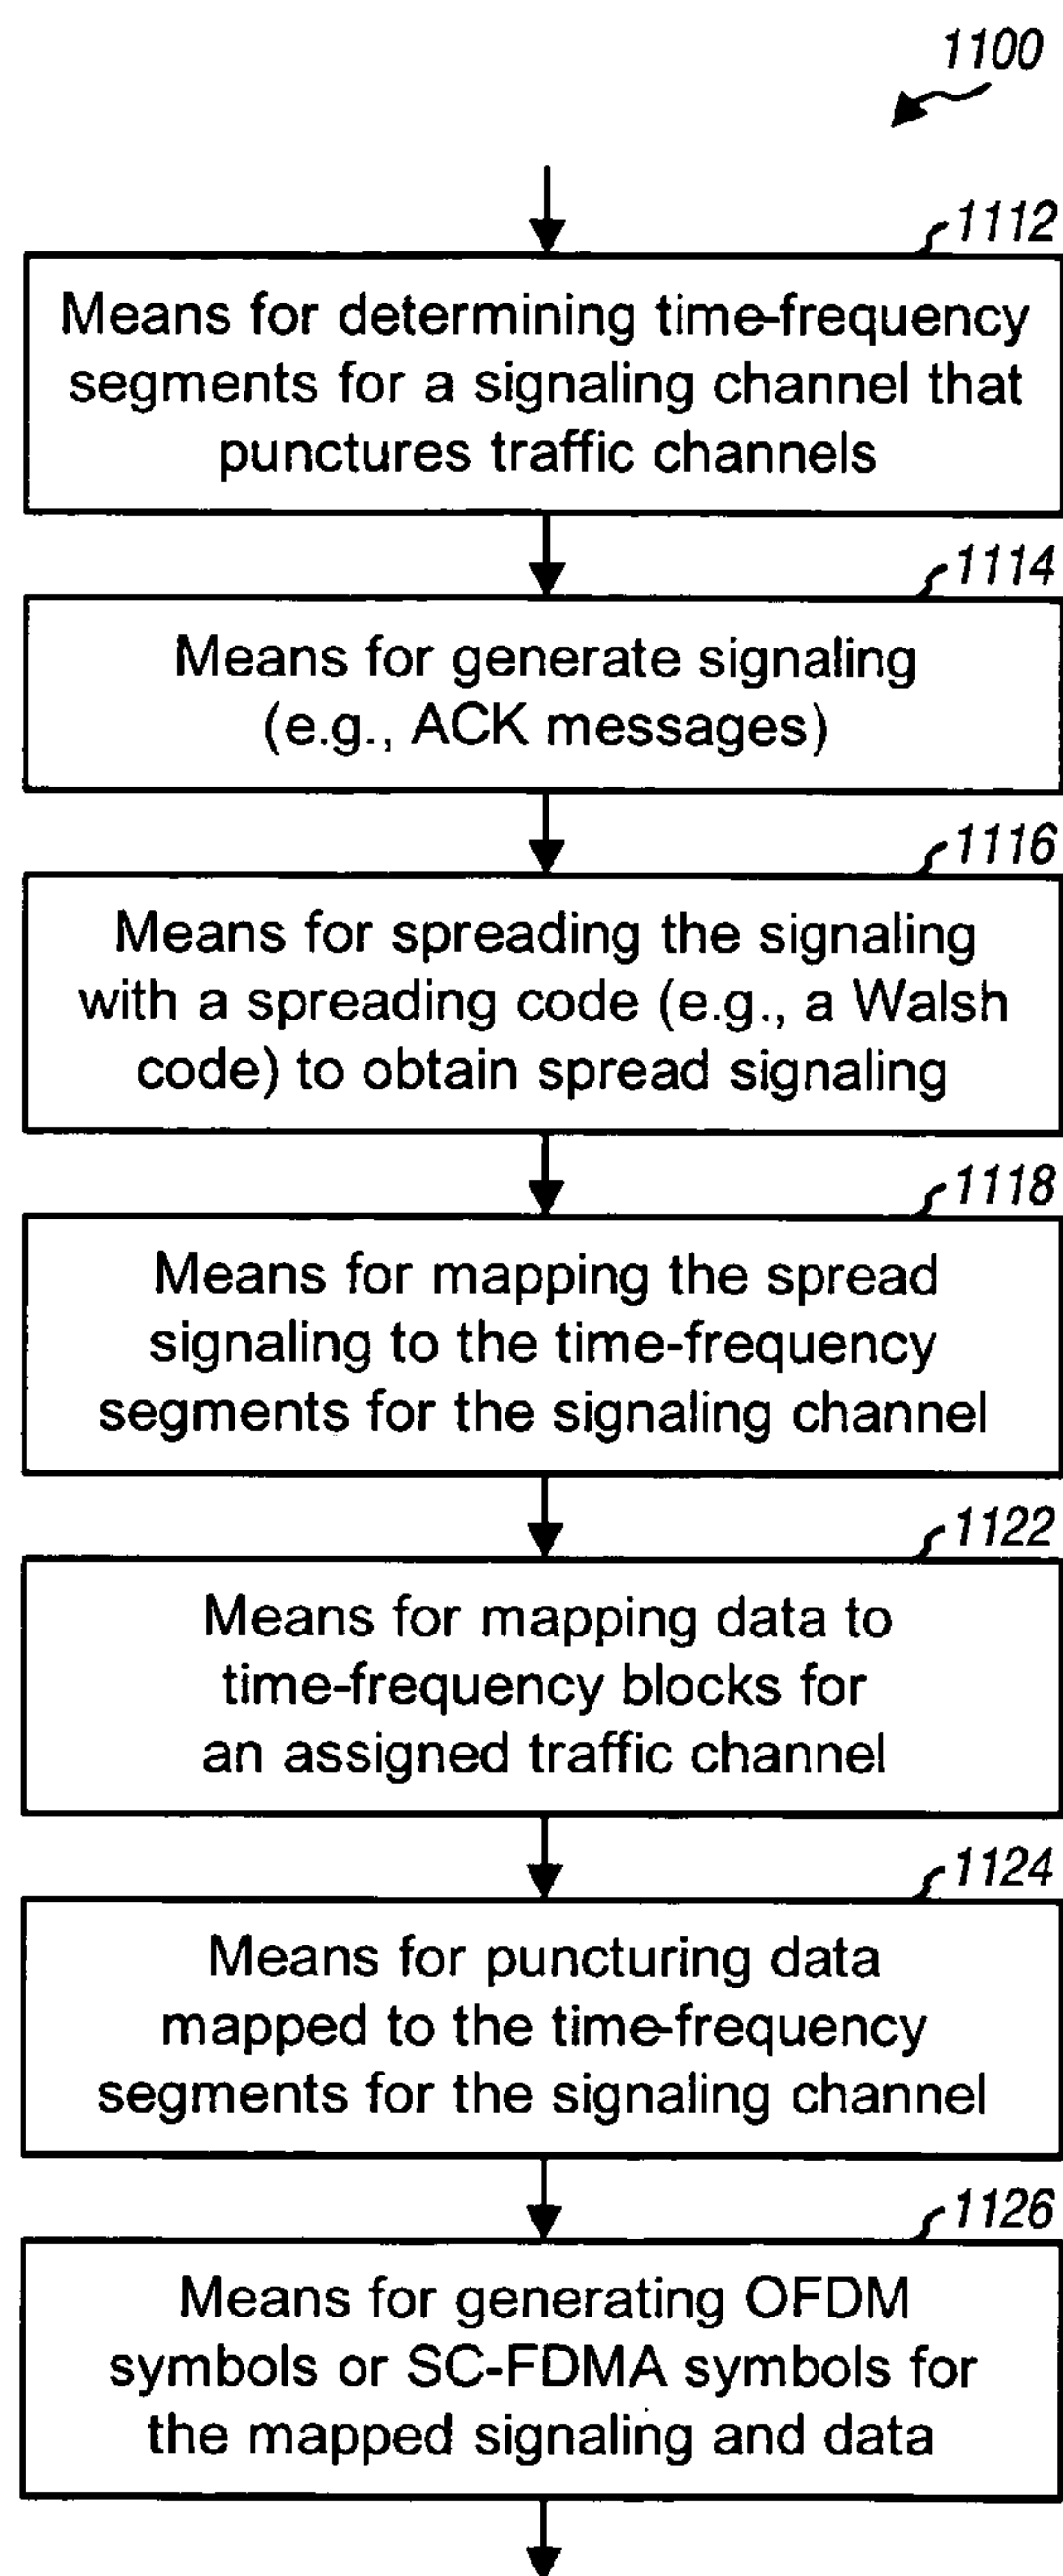 1100
1112
Means for determining time-frequency
segments for a signaling channel that
punctures traffic channels
1114
Means for generate signaling
(e.g., ACK messages)
1116
Means for spreading the signaling
with a spreading code (e.g., a Walsh
code) to obtain spread signaling
1118
Means for mapping the spread
signaling to the time-frequency
segments for the signaling channel
1122
Means for mapping data to
time-frequency blocks for
an assigned traffic channel
1124
Means for puncturing data
mapped to the time-frequency
segments for the signaling channel
1126
Means for generating OFDM
symbols or SC-FDMA symbols for
the mapped signaling and data